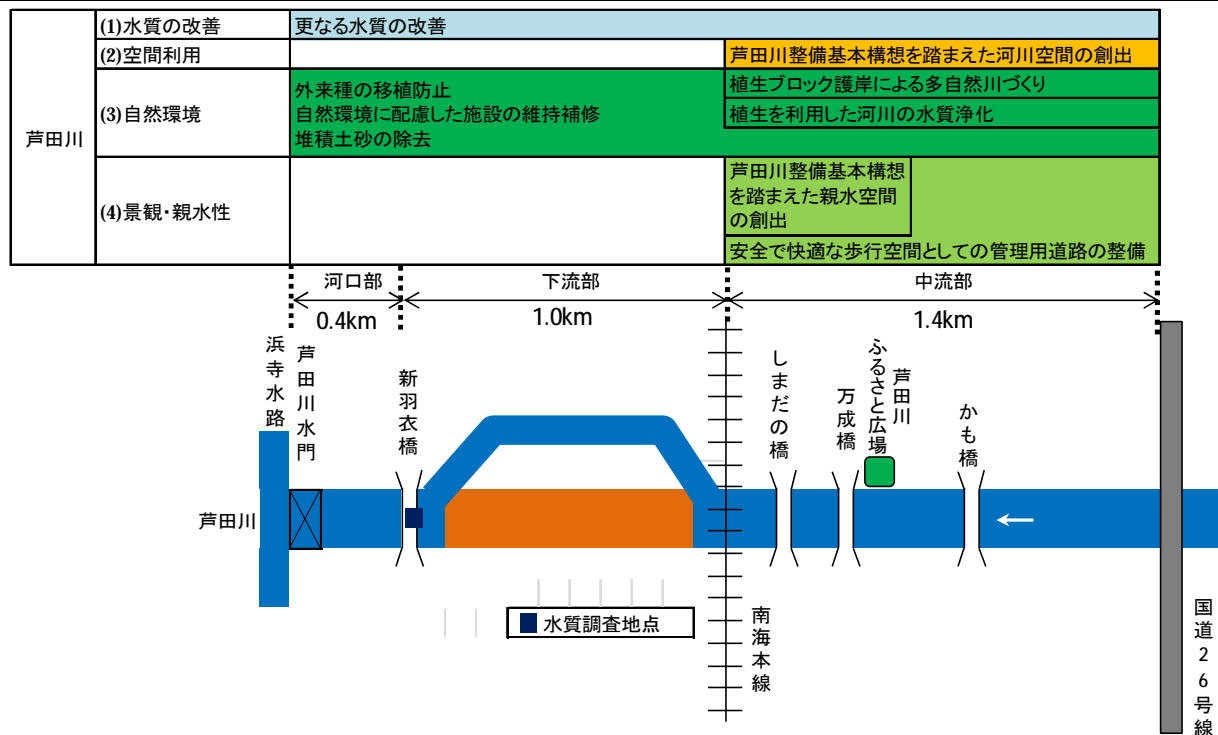 芦田川
(1)水質の改善
更なる水質の改善
(2)空間利用
芦田川整備基本構想を踏まえた河川空間の創出
(3)自然環境
外来種の移植防止
自然環境に配慮した施設の維持補修
堆積土砂の除去
植生ブロック護岸による多自然川づくり
植生を利用した河川の水質浄化
(4)景観・親水性
芦田川整備基本構想
を踏まえた親水空間
の創出
安全で快適な歩行空間としての管理用道路の整備
河口部
下流部
中流部
0.4km
1.0km
1.4km
浜寺水路
芦田川水門
新羽衣橋
しまだの橋
万成橋
芦田川
ふるさと広場
かも橋
芦田川
←
水質調査地点
南海本線
国道26号線